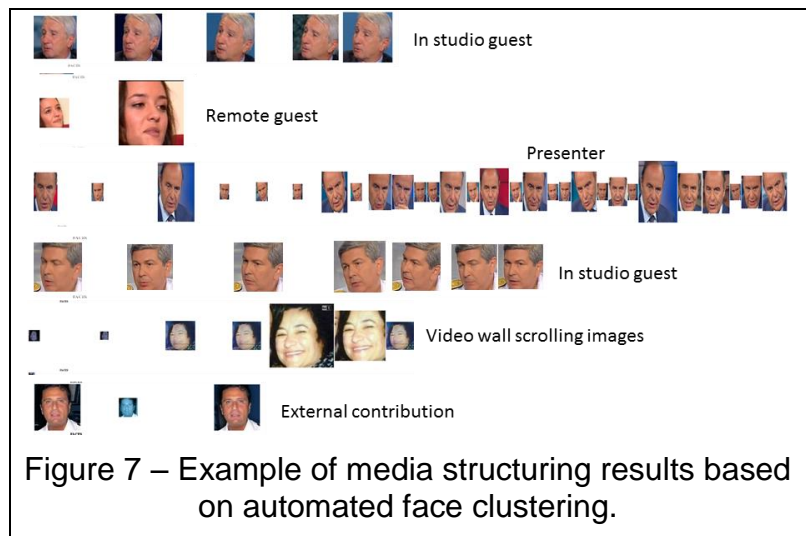 In studio guest
Remote guest
Presenter
In studio guest
Video wall scrolling images
External contribution
Figure 7 – Example of media structuring results based
on automated face clustering.